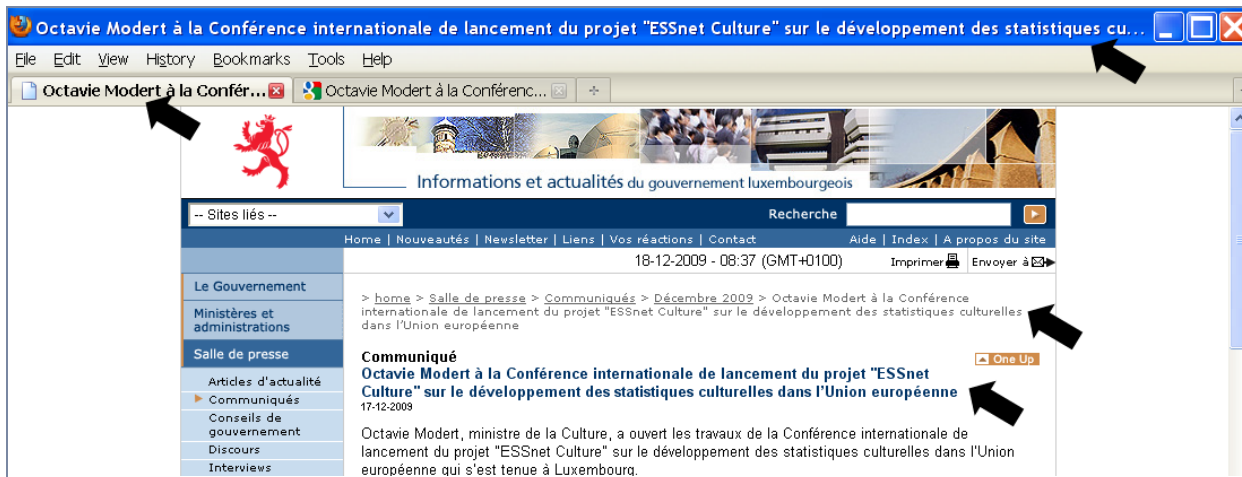 Octavie Modert à la Conférence internationale de lancement du projet "ESSnet Culture" sur le développement des statistiques cu...
File Edit View History Bookmarks Tools Help
Octavie Modert à la Confér... Octavie Modert à la Conférenc...
Informations et actualités du gouvernement luxembourgeois
-- Sites liés -- Recherche
Home | Nouveautés | Newsletter | Liens | Vos réactions | Contact Aide | Index | A propos du site
18-12-2009 - 08:37 (GMT+0100) Imprimer Envoyer à
Le Gouvernement
Ministères et
administrations
Salle de presse
Articles d'actualité
Communiqués
Conseils de
gouvernement
Discours
Interviews
> home > Salle de presse > Communiqués > Décembre 2009 > Octavie Modert à la Conférence
internationale de lancement du projet "ESSnet Culture" sur le développement des statistiques culturelles
dans l'Union européenne
Communiqué
One Up
Octavie Modert à la Conférence internationale de lancement du projet "ESSnet
Culture" sur le développement des statistiques culturelles dans l'Union européenne
17-12-2009
Octavie Modert, ministre de la Culture, a ouvert les travaux de la Conférence internationale de
lancement du projet "ESSnet Culture" sur le développement des statistiques culturelles dans l'Union
européenne qui s'est tenue à Luxembourg.